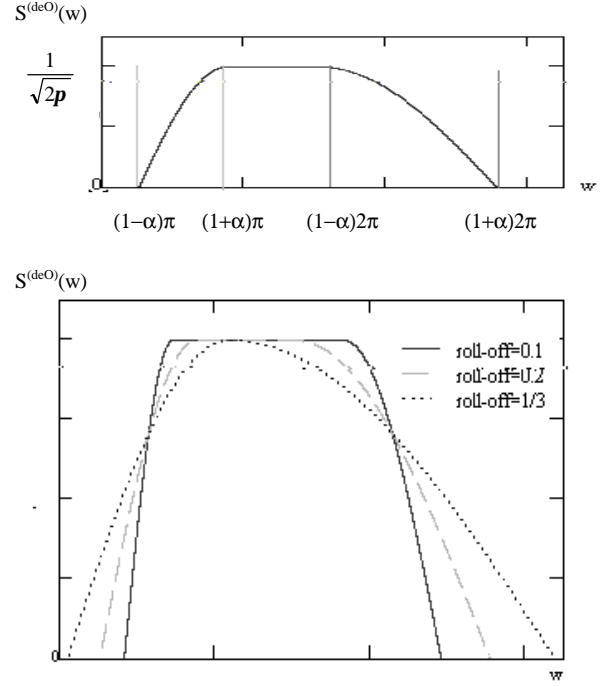 S(deO)(w)
1
√2p
0
w
(1−α)π (1+α)π (1−α)2π (1+α)2π
S(deO)(w)
roll-off=0.1
roll-off=0.2
roll-off=1/3
0
w